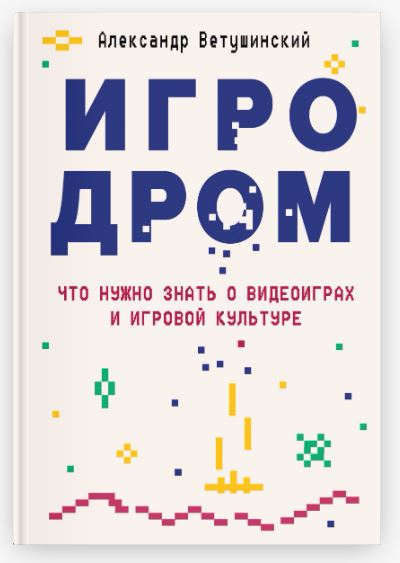 Александр Ветушинский
ИГРО
ДРОМ
ЧТО НУЖНО ЗНАТЬ О ВИДЕОИГРАХ
И ИГРОВОЙ КУЛЬТУРЕ